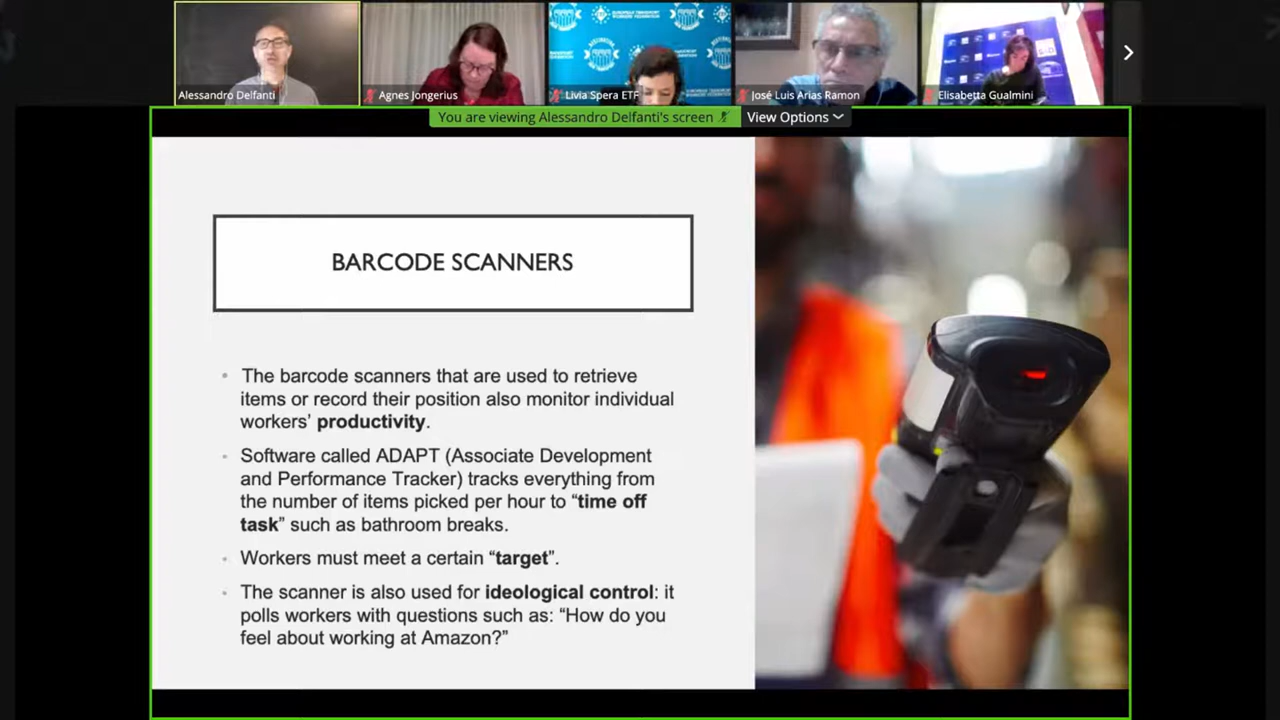 Alessandro Delfanti
Agnes Jongerius
Livia Spera ETF
José Luis Arias Ramon
Elisabetta Gualmini
You are viewing Alessandro Delfanti's screen
View Options
BARCODE SCANNERS
• The barcode scanners that are used to retrieve
items or record their position also monitor individual
workers’ productivity.
• Software called ADAPT (Associate Development
and Performance Tracker) tracks everything from
the number of items picked per hour to “time off
task” such as bathroom breaks.
• Workers must meet a certain “target”.
• The scanner is also used for ideological control: it
polls workers with questions such as: “How do you
feel about working at Amazon?”